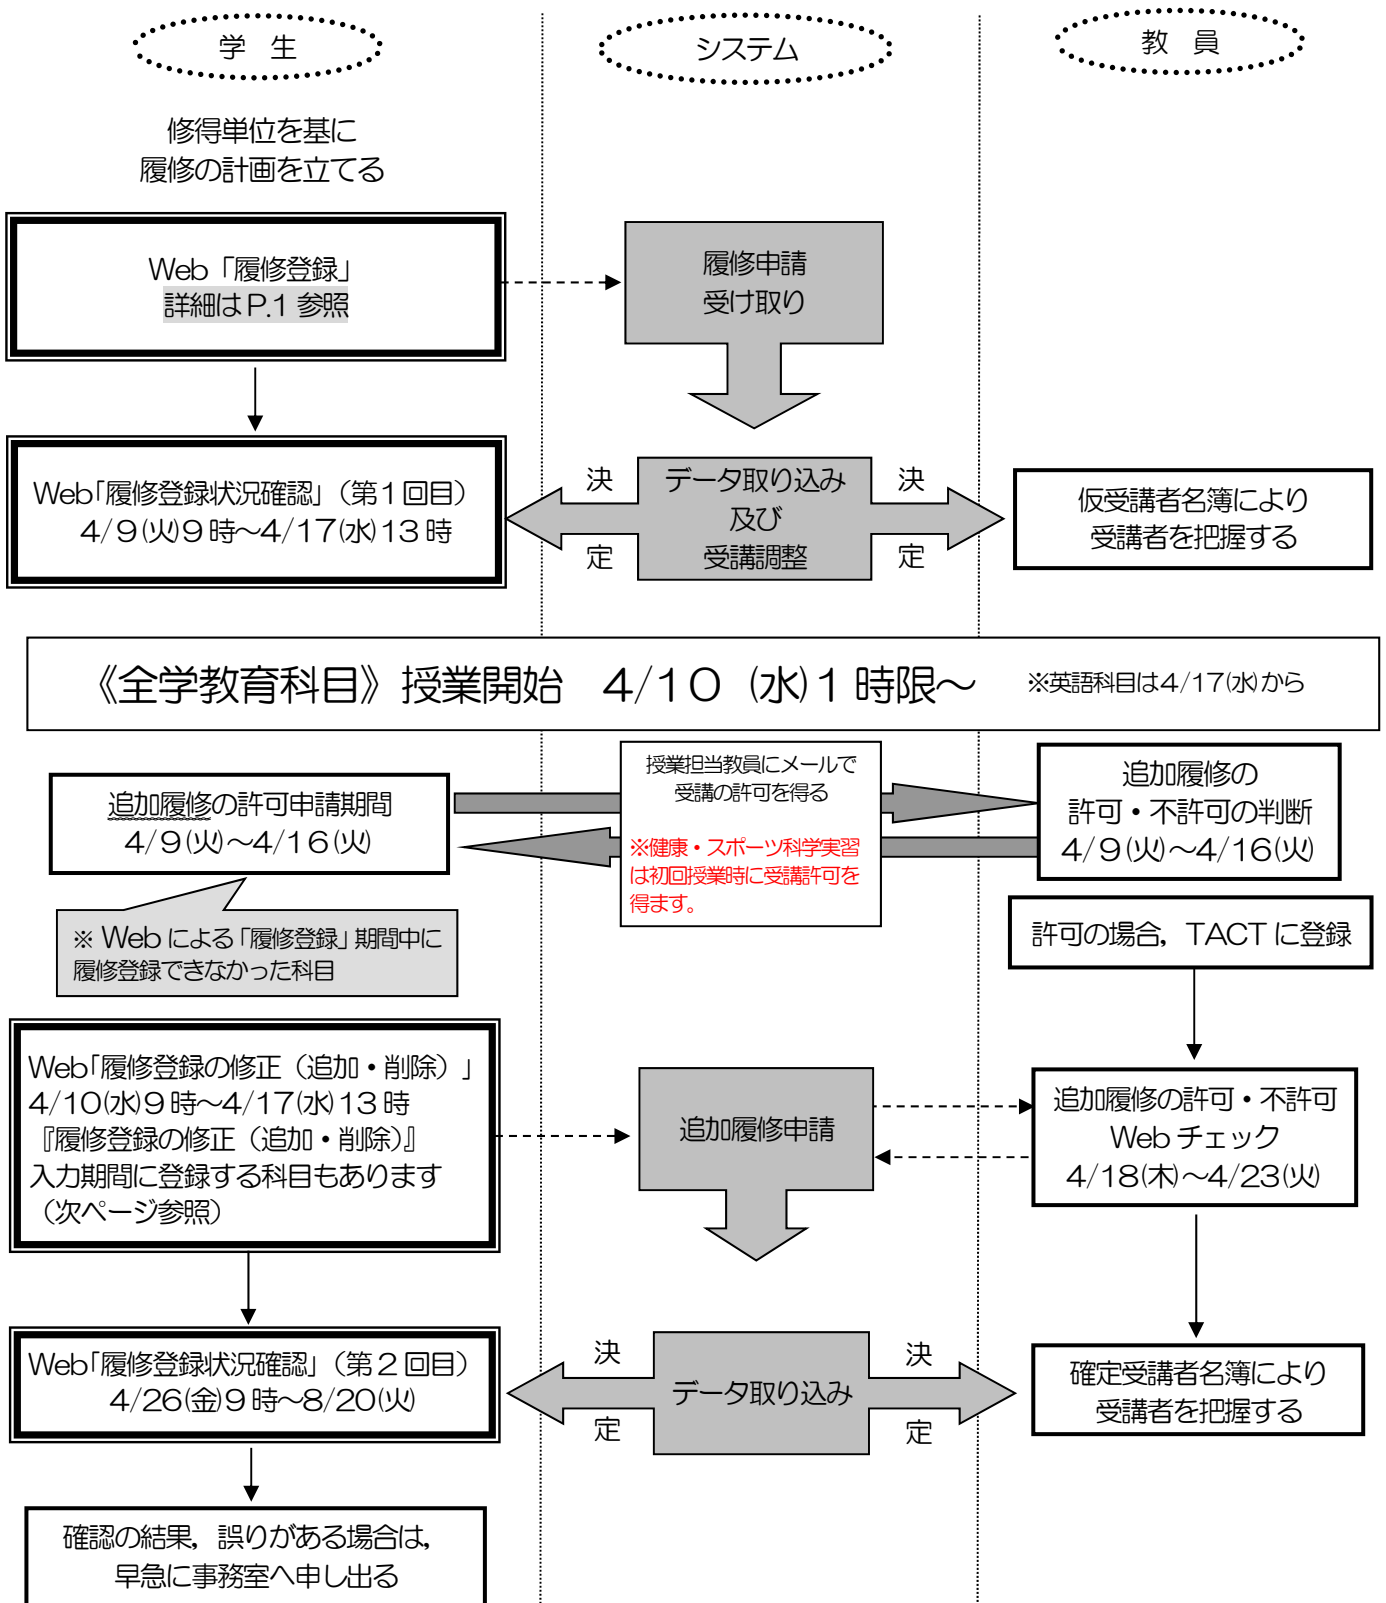 学　生
システム
教　員
修得単位を基に
履修の計画を立てる
Web「履修登録」
詳細は P.1 参照
履修申請
受け取り
Web「履修登録状況確認」（第１回目）
4/9(火)９時～4/17(水)13 時
決
定
データ取り込み
及び
受講調整
決
定
仮受講者名簿により
受講者を把握する
《全学教育科目》授業開始　4/10 (水)１時限～　※英語科目は4/17(水)から
追加履修の許可申請期間
4/9(火)～4/16(火)
授業担当教員にメールで
受講の許可を得る
※健康・スポーツ科学実習
は初回授業時に受講許可を
得ます。
追加履修の
許可・不許可の判断
4/9(火)～4/16(火)
※ Web による「履修登録」期間中に
履修登録できなかった科目
許可の場合，TACT に登録
Web「履修登録の修正（追加・削除）」
4/10(水)９時～4/17(水)13 時
『履修登録の修正（追加・削除）』
入力期間に登録する科目もあります
（次ページ参照）
追加履修申請
追加履修の許可・不許可
Web チェック
4/18(木)～4/23(火)
Web「履修登録状況確認」（第２回目）
4/26(金)９時～8/20(火)
決
定
データ取り込み
決
定
確定受講者名簿により
受講者を把握する
確認の結果，誤りがある場合は，
早急に事務室へ申し出る